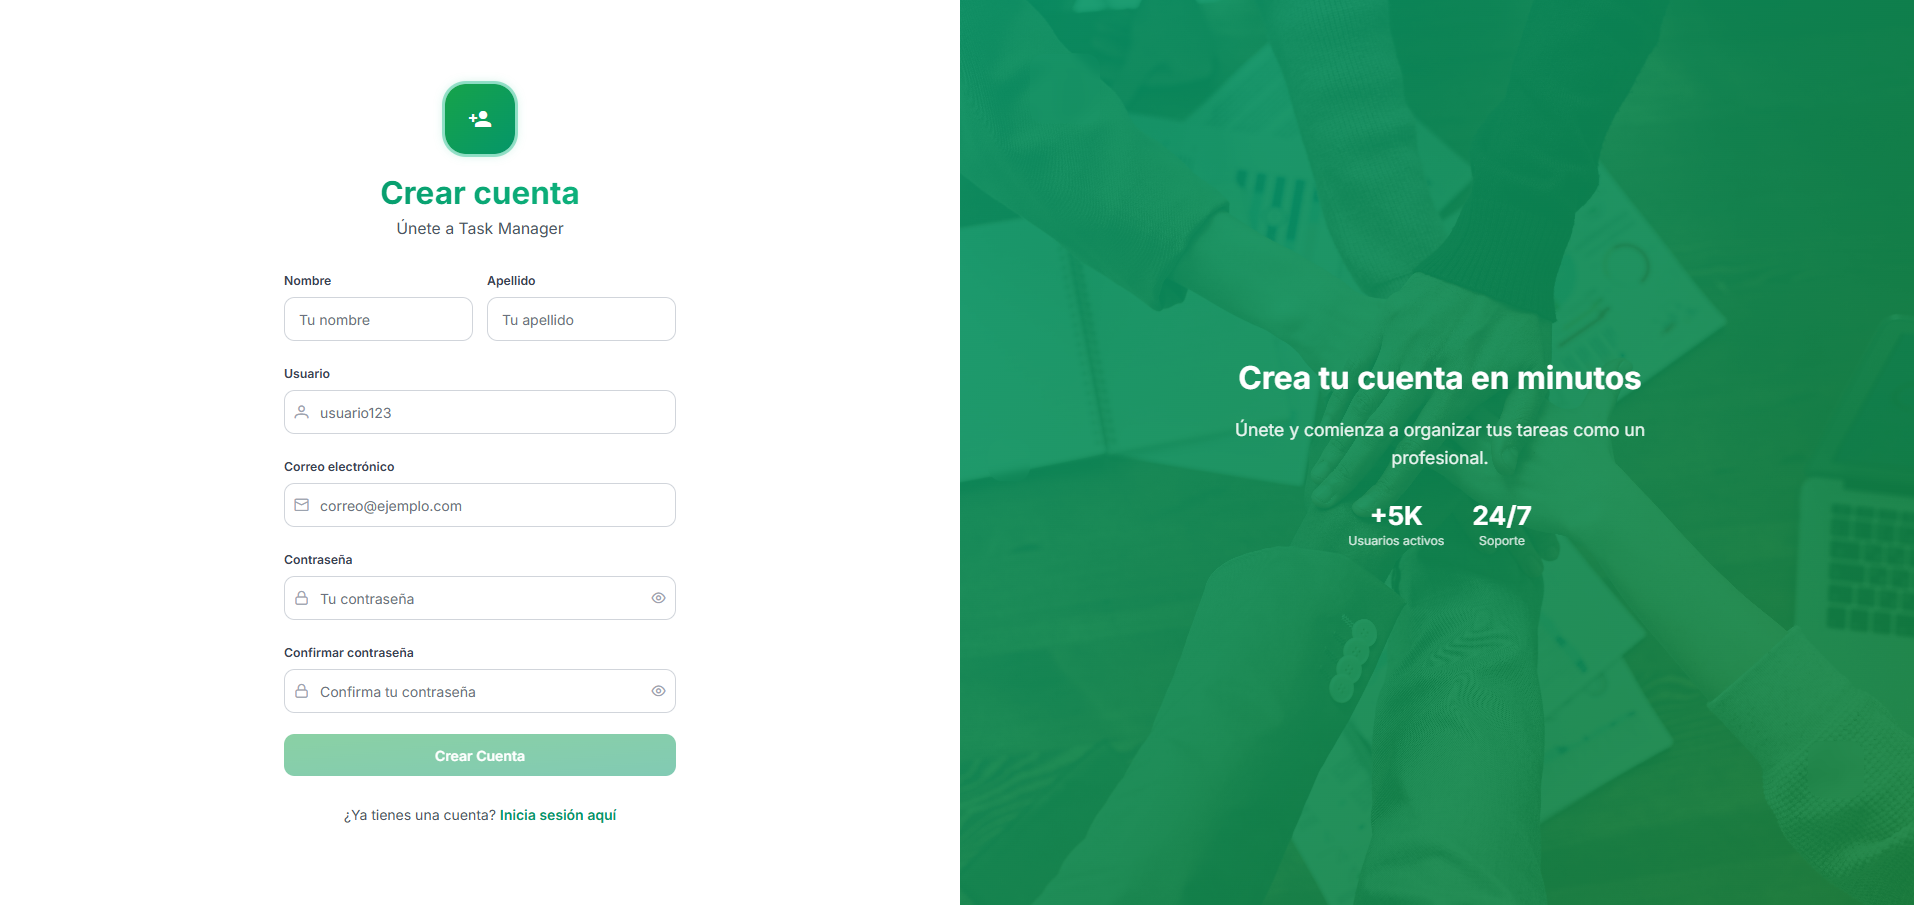 Crear cuenta
Únete a Task Manager
Nombre
Apellido
Tu nombre
Tu apellido
Usuario
usuario123
Correo electrónico
correo@ejemplo.com
Contraseña
Tu contraseña
Confirmar contraseña
Confirma tu contraseña
Crear Cuenta
¿Ya tienes una cuenta? Inicia sesión aquí
Crea tu cuenta en minutos
Únete y comienza a organizar tus tareas como un
profesional.
+5K
Usuarios activos
24/7
Soporte